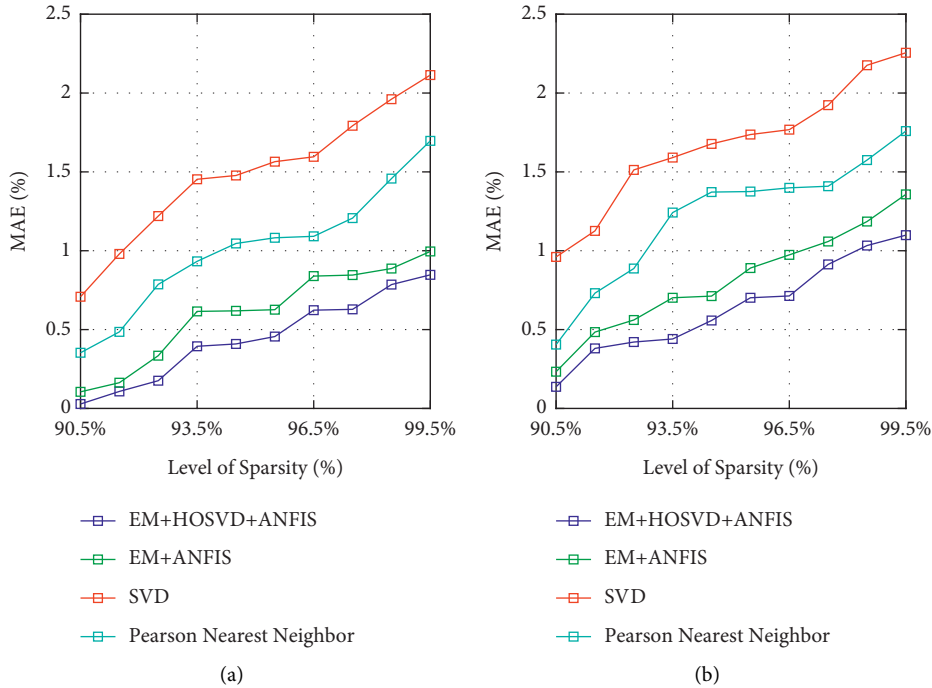 2.5
2
1.5
1
0.5
0
MAE (%)
90.5%
93.5%
96.5%
99.5%
Level of Sparsity (%)
EM+HOSVD+ANFIS
EM+ANFIS
SVD
Pearson Nearest Neighbor
(a)
2.5
2
1.5
1
0.5
0
MAE (%)
90.5%
93.5%
96.5%
99.5%
Level of Sparsity (%)
EM+HOSVD+ANFIS
EM+ANFIS
SVD
Pearson Nearest Neighbor
(b)